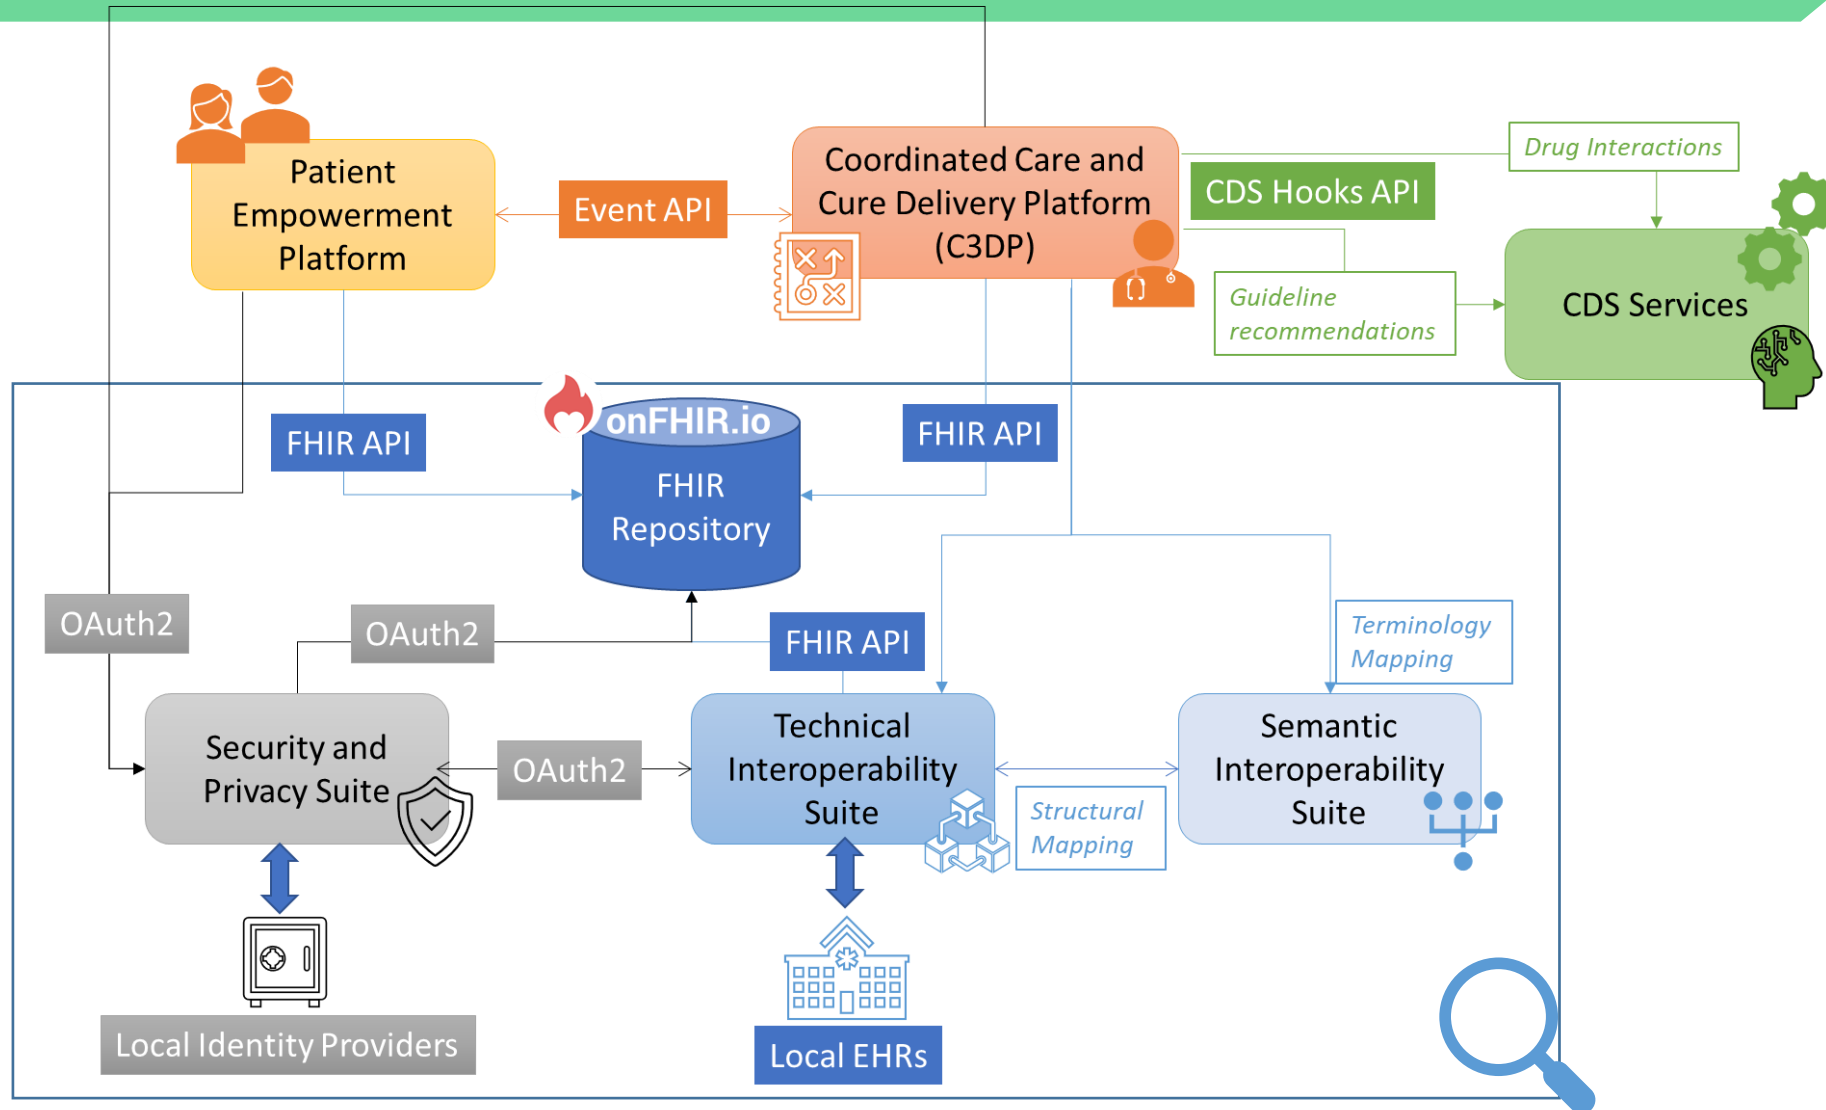 Patient
Empowerment
Platform
Event API
Coordinated Care and
Cure Delivery Platform
(C3DP)
CDS Hooks API
Drug Interactions
Guideline
recommendations
CDS Services
FHIR API
onFHIR.io
FHIR
Repository
FHIR API
OAuth2
OAuth2
FHIR API
Terminology
Mapping
Security and
Privacy Suite
OAuth2
Technical
Interoperability
Suite
Structural
Mapping
Semantic
Interoperability
Suite
Local Identity Providers
Local EHRs